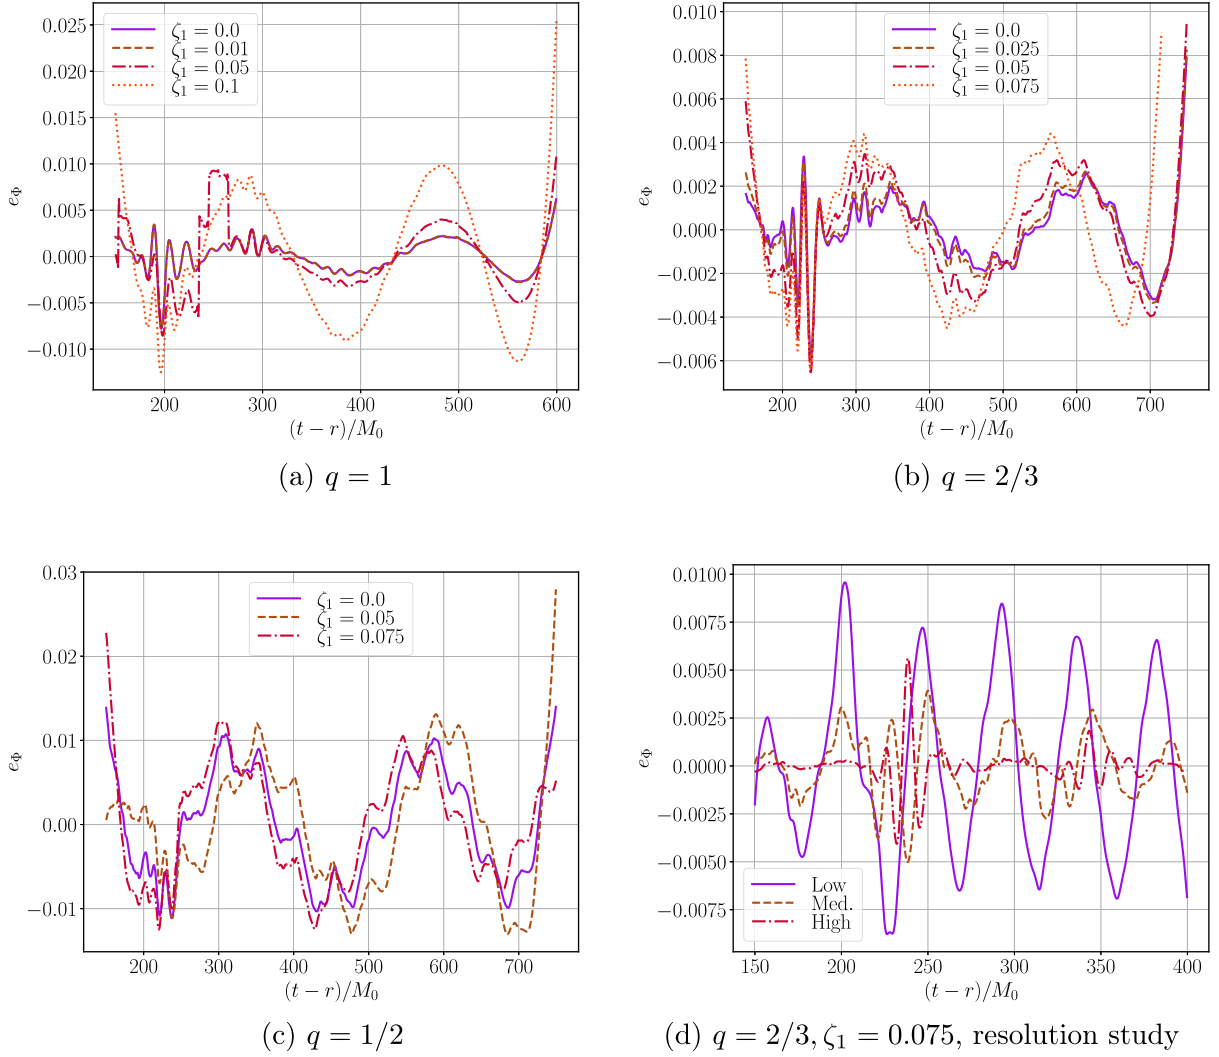 ζ₁ = 0.0
ζ₁ = 0.01
ζ₁ = 0.05
ζ₁ = 0.1
0.025
0.020
0.015
0.010
0.005
0.000
−0.005
−0.010
e_Φ
200 300 400 500 600
(t − r)/M₀
(a) q = 1
ζ₁ = 0.0
ζ₁ = 0.025
ζ₁ = 0.05
ζ₁ = 0.075
0.010
0.008
0.006
0.004
0.002
0.000
−0.002
−0.004
−0.006
e_Φ
200 300 400 500 600 700
(t − r)/M₀
(b) q = 2/3
ζ₁ = 0.0
ζ₁ = 0.05
ζ₁ = 0.075
0.03
0.02
0.01
0.00
−0.01
e_Φ
200 300 400 500 600 700
(t − r)/M₀
(c) q = 1/2
0.0100
0.0075
0.0050
0.0025
0.0000
−0.0025
−0.0050
−0.0075
e_Φ
Low
Med.
High
150 200 250 300 350 400
(t − r)/M₀
(d) q = 2/3, ζ₁ = 0.075, resolution study